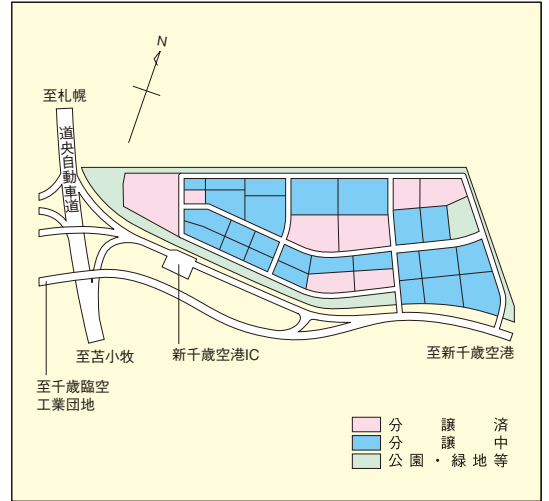 N
至札幌
道央自動車道
至苫小牧
新千歳空港IC
至新千歳空港
至千歳臨空
工業団地
分譲済
分譲中
公園・緑地等